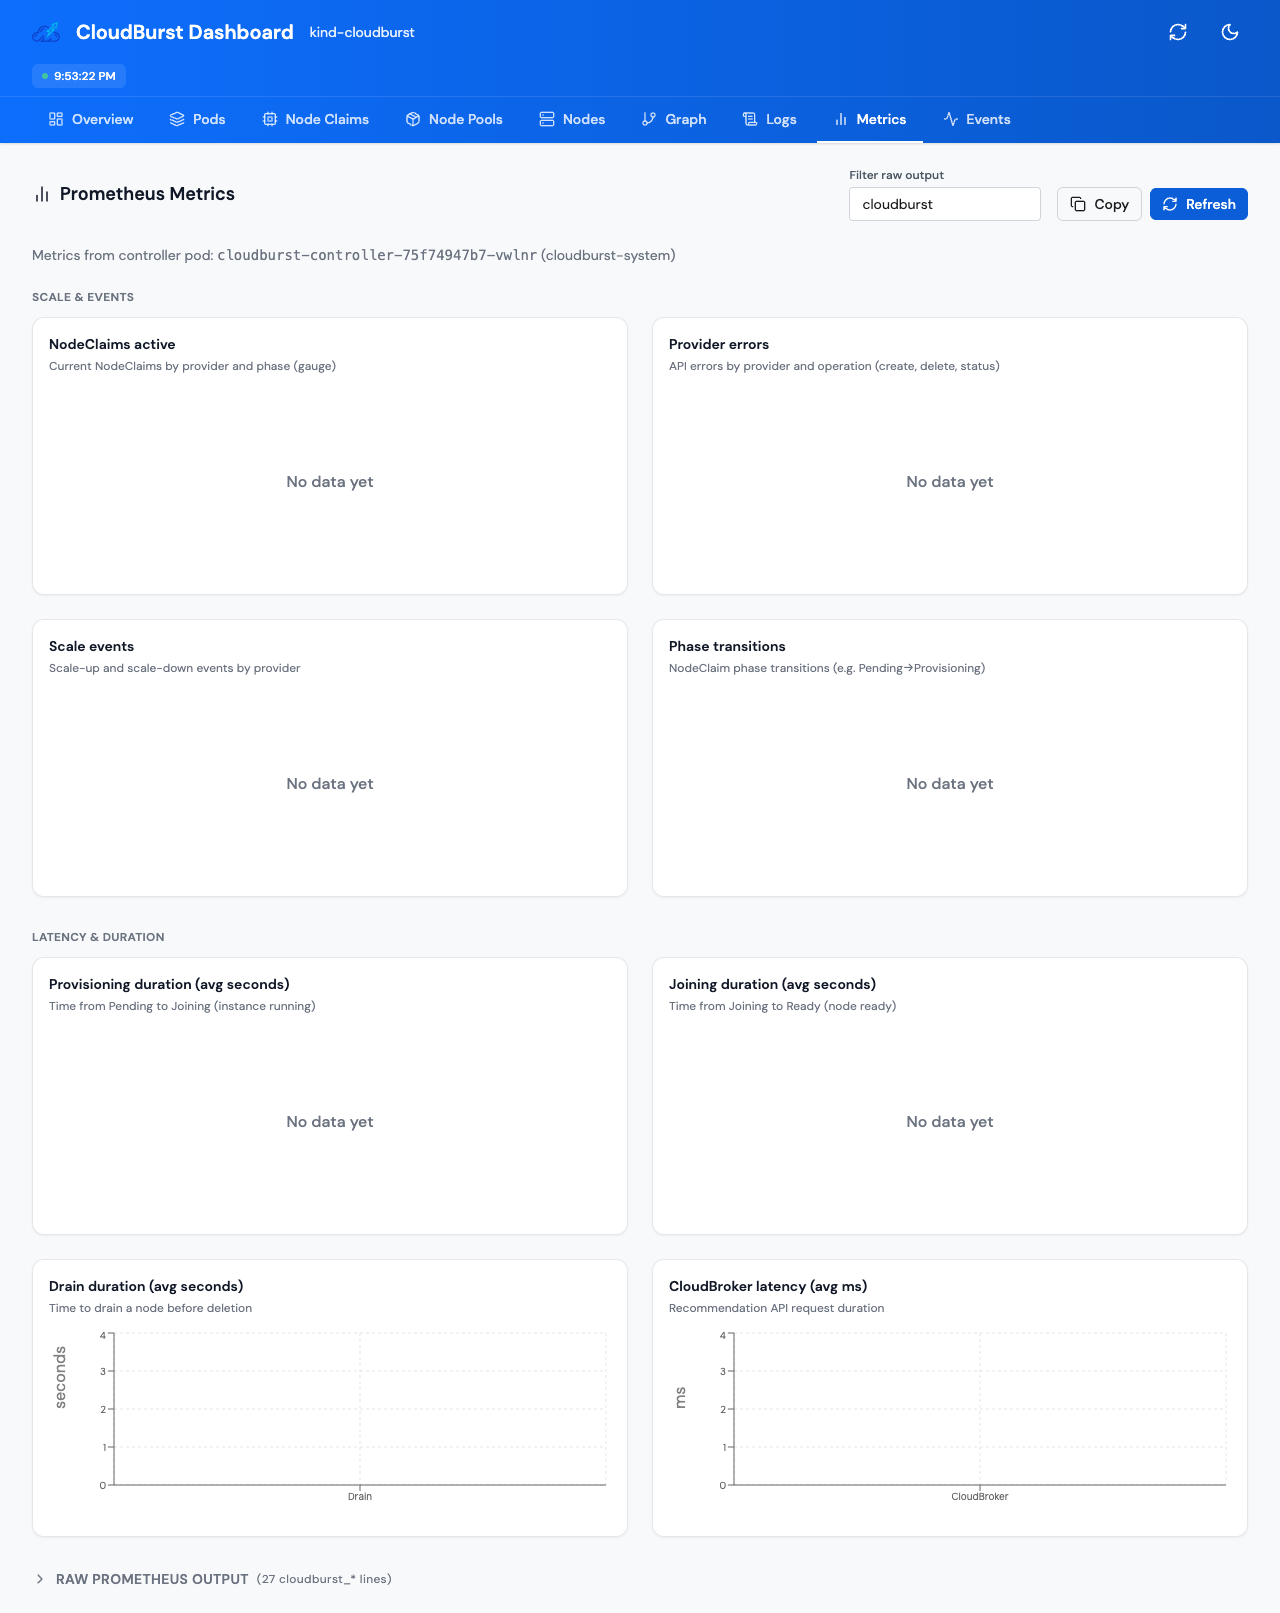 CloudBurst Dashboard kind-cloudburst
9:53:22 PM
Overview Pods Node Claims Node Pools Nodes Graph Logs Metrics Events
Prometheus Metrics
Filter raw output
cloudburst
Copy
Refresh
Metrics from controller pod: cloudburst-controller-75f74947b7-vwlnr (cloudburst-system)
SCALE & EVENTS
NodeClaims active
Current NodeClaims by provider and phase (gauge)
No data yet
Provider errors
API errors by provider and operation (create, delete, status)
No data yet
Scale events
Scale-up and scale-down events by provider
No data yet
Phase transitions
NodeClaim phase transitions (e.g. Pending→Provisioning)
No data yet
LATENCY & DURATION
Provisioning duration (avg seconds)
Time from Pending to Joining (instance running)
No data yet
Joining duration (avg seconds)
Time from Joining to Ready (node ready)
No data yet
Drain duration (avg seconds)
Time to drain a node before deletion
seconds
4
3
2
1
0
Drain
CloudBroker latency (avg ms)
Recommendation API request duration
ms
4
3
2
1
0
CloudBroker
RAW PROMETHEUS OUTPUT (27 cloudburst_* lines)